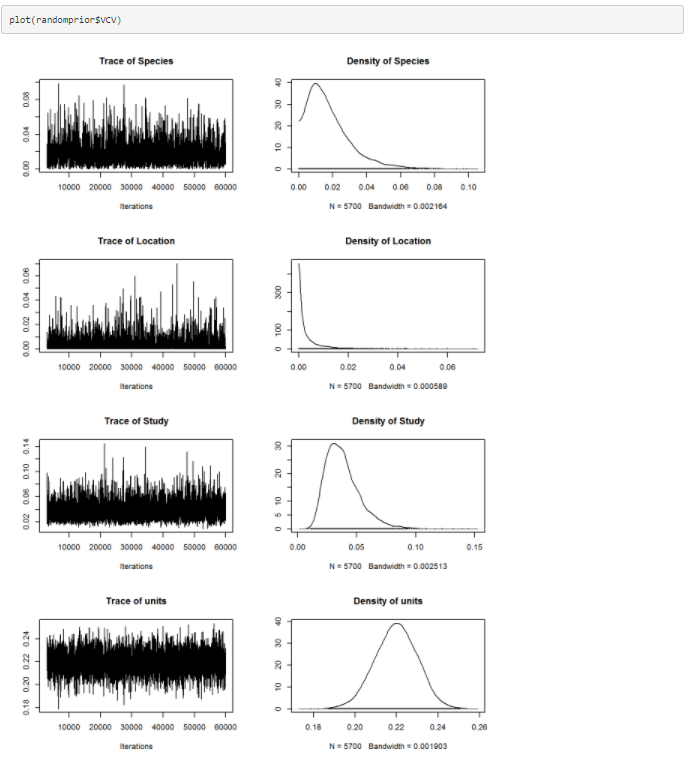 plot(randomprior$VCV)
Trace of Species
Density of Species
0.00 0.04 0.08
0 10 20 30 40
10000 20000 30000 40000 50000 60000
0.00 0.02 0.04 0.06 0.08 0.10
Iterations
N = 5700 Bandwidth = 0.002164
Trace of Location
Density of Location
0.00 0.02 0.04 0.06
0 100 300
10000 20000 30000 40000 50000 60000
0.00 0.02 0.04 0.06
Iterations
N = 5700 Bandwidth = 0.000589
Trace of Study
Density of Study
0.02 0.06 0.10 0.14
0 5 10 20 30
10000 20000 30000 40000 50000 60000
0.00 0.05 0.10 0.15
Iterations
N = 5700 Bandwidth = 0.002513
Trace of units
Density of units
0.18 0.20 0.22 0.24
0 10 20 30 40
10000 20000 30000 40000 50000 60000
0.18 0.20 0.22 0.24 0.26
Iterations
N = 5700 Bandwidth = 0.001903